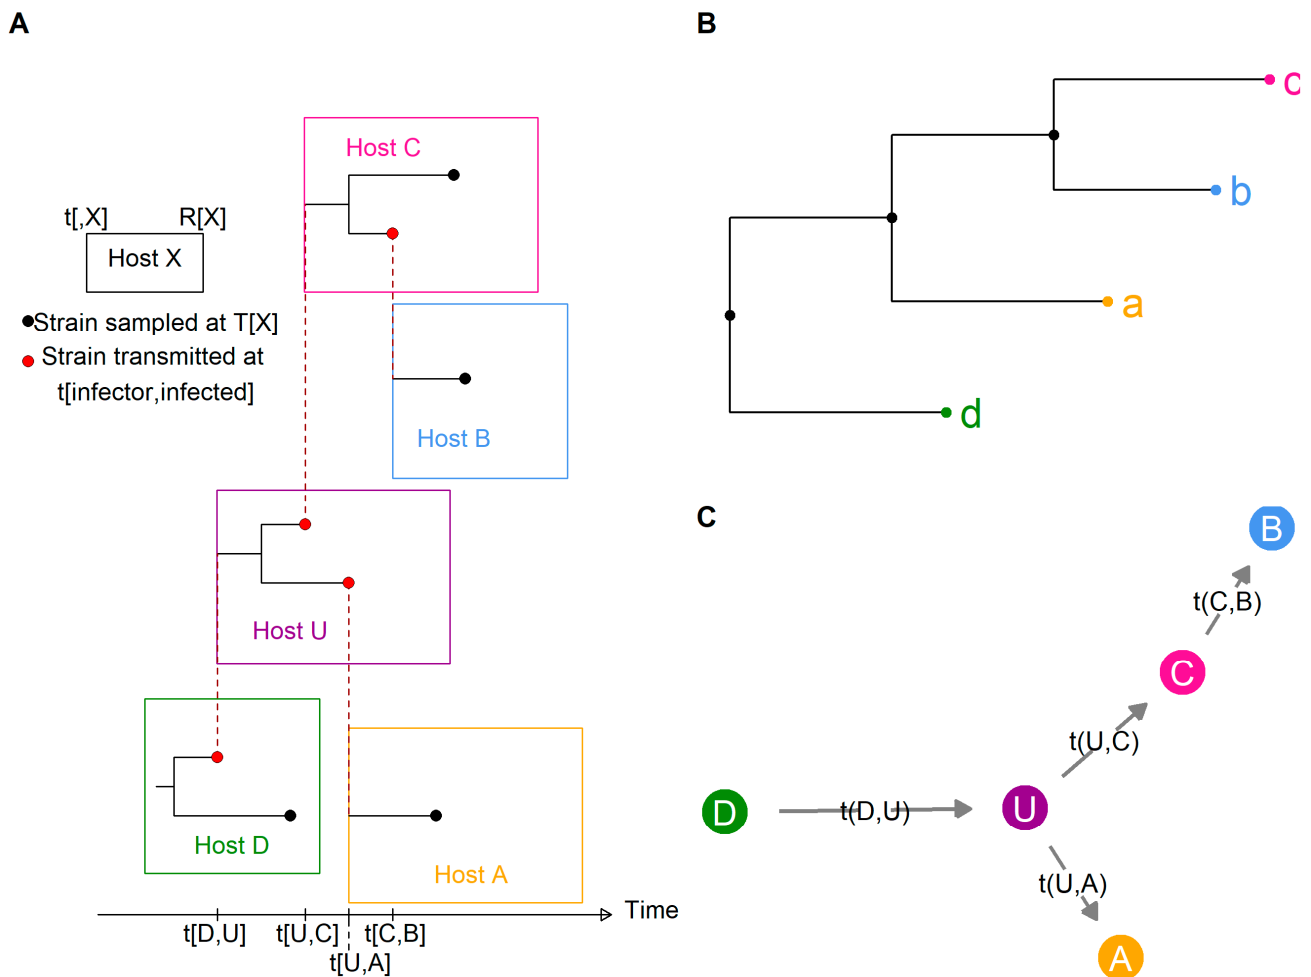 A
Host C
t[,X] R[X]
Host X
Strain sampled at T[X]
Strain transmitted at
t[infector,infected]
Host B
Host U
Host D
Host A
Time
t[D,U] t[U,C] t[C,B]
t[U,A]
B
c
b
a
d
C
B
t(C,B)
C
t(U,C)
D t(D,U) U
t(U,A)
A